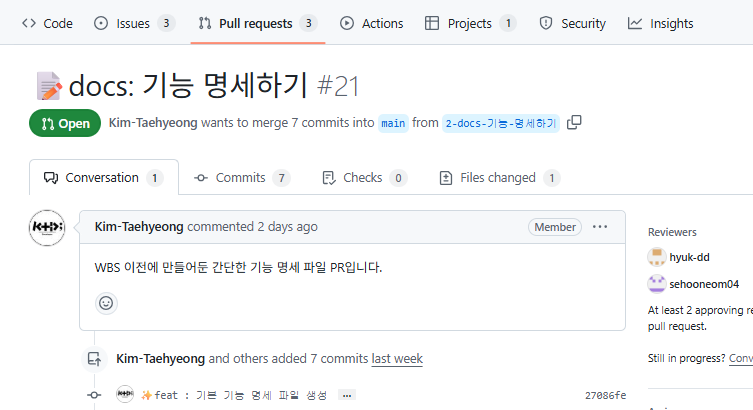 Code Issues 3 Pull requests 3 Actions Projects 1 Security Insights
📝docs: 기능 명세하기 #21
Open Kim-Taehyeong wants to merge 7 commits into main from 2-docs-기능-명세하기
Conversation 1 Commits 7 Checks 0 Files changed 1
Kim-Taehyeong commented 2 days ago Member ...
WBS 이전에 만들어둔 간단한 기능 명세 파일 PR입니다.
Kim-Taehyeong and others added 7 commits last week
✨feat : 기본 기능 명세 파일 생성 ... 27086fe
Reviewers
hyuk-dd
sehooneom04
At least 2 approving re
pull request.
Still in progress? Conv